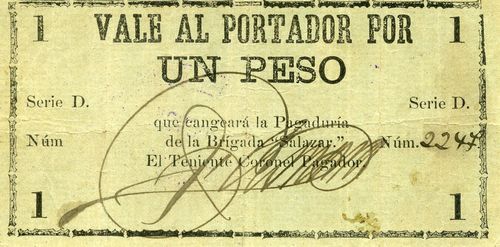 1 VALE AL PORTADOR POR 1
UN PESO
Serie D. Serie D.
que cangeará la Pagaduría
Núm de la Brigada "Salazar." Núm. 2247
El Teniente Coronel Pagador
1 1